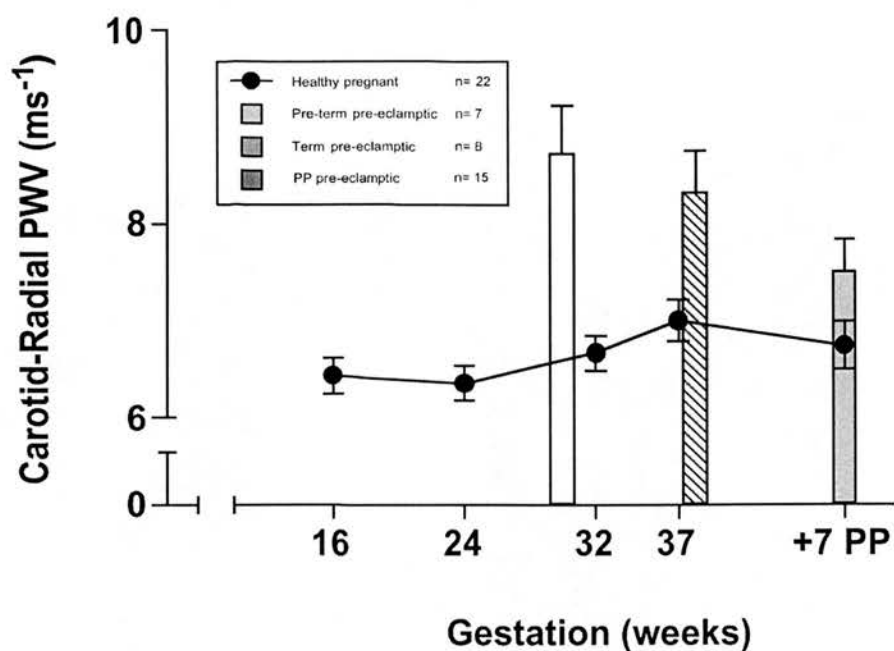 10
Healthy pregnant n= 22
Pre-term pre-eclamptic n= 7
Term pre-eclamptic n= 8
PP pre-eclamptic n= 15
Carotid-Radial PWV (ms-1)
8
6
0
16 24 32 37 +7 PP
Gestation (weeks)